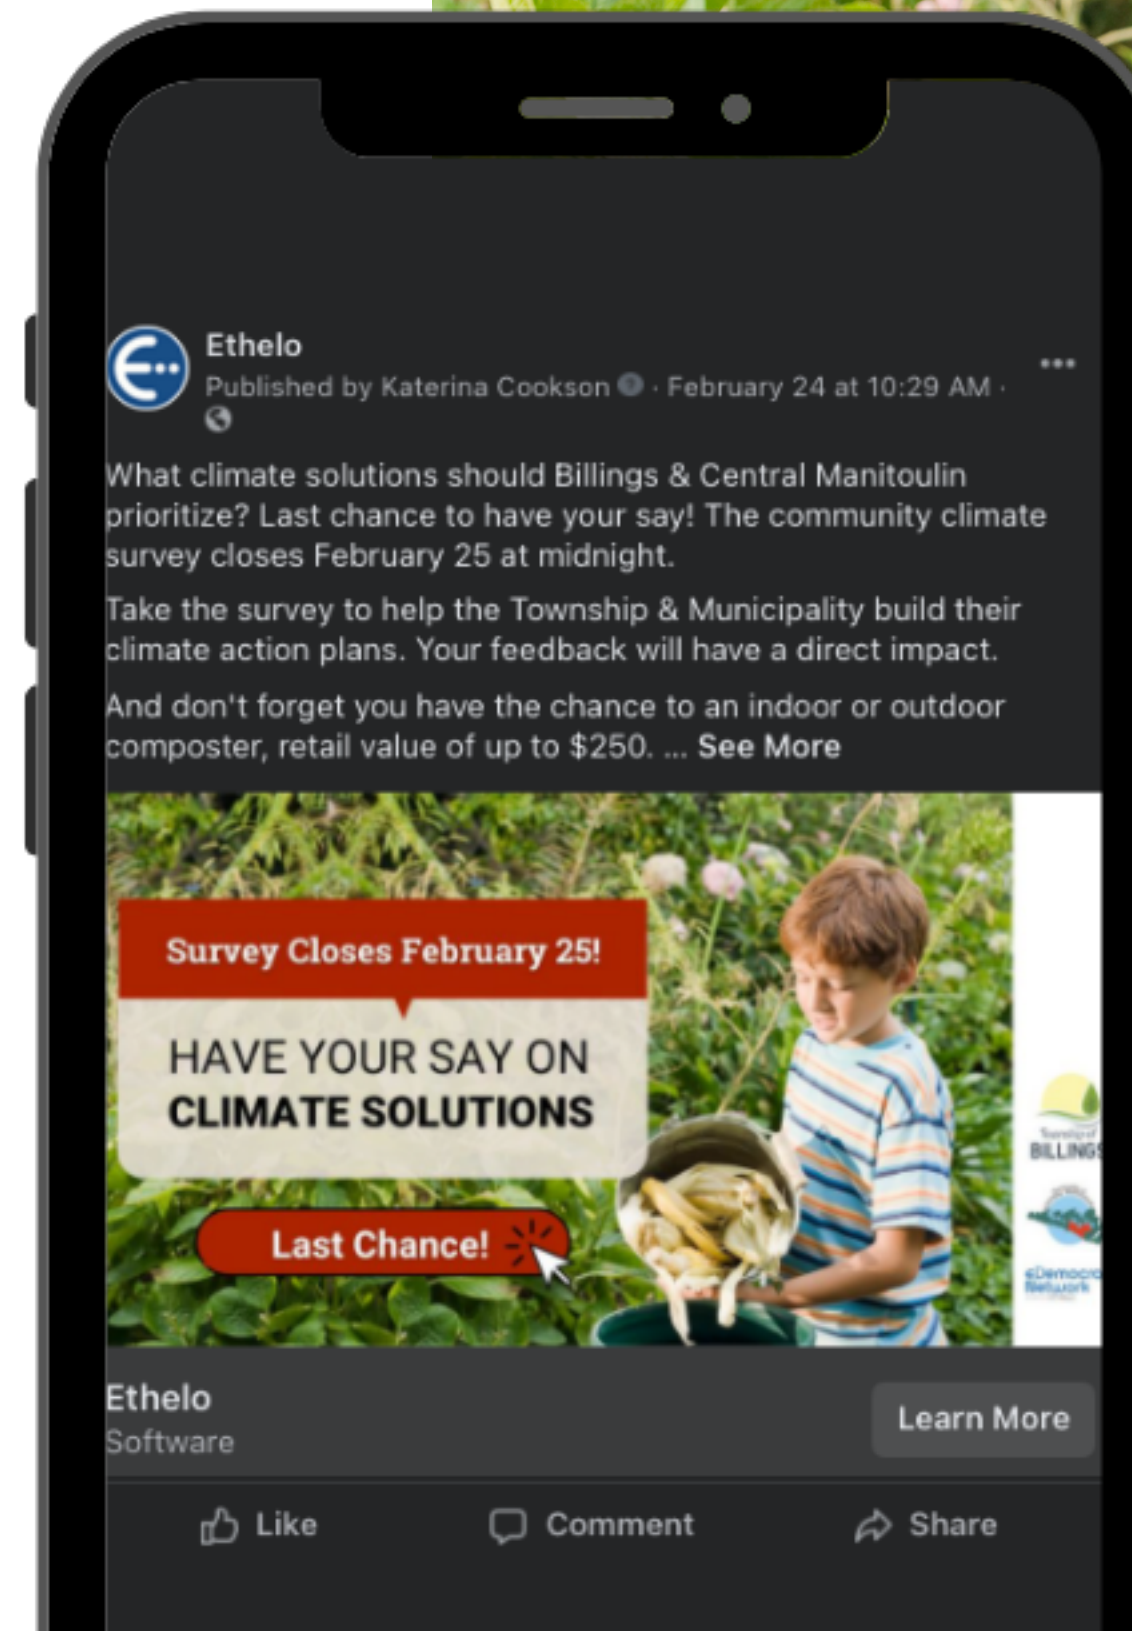 Ethelo
Published by Katerina Cookson · February 24 at 10:29 AM ·
What climate solutions should Billings & Central Manitoulin
prioritize? Last chance to have your say! The community climate
survey closes February 25 at midnight.
Take the survey to help the Township & Municipality build their
climate action plans. Your feedback will have a direct impact.
And don't forget you have the chance to an indoor or outdoor
composter, retail value of up to $250. ... See More
Survey Closes February 25!
HAVE YOUR SAY ON
CLIMATE SOLUTIONS
Last Chance!
Township of
BILLINGS
eDemocra
Network
Ethelo
Software
Learn More
Like
Comment
Share